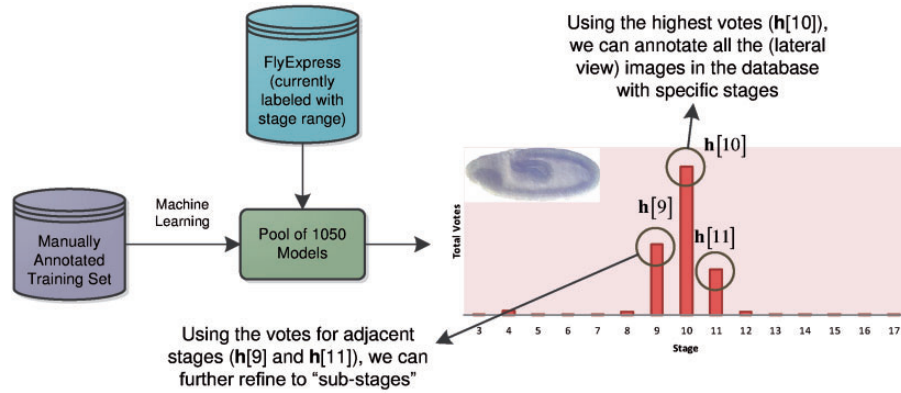 FlyExpress
(currently
labeled with
stage range)
Using the highest votes (h[10]),
we can annotate all the (lateral
view) images in the database
with specific stages
Manually
Annotated
Training Set
Machine
Learning
Pool of 1050
Models
Total Votes
h[9]
h[10]
h[11]
3 4 5 6 7 8 9 10 11 12 13 14 15 16 17
Stage
Using the votes for adjacent
stages (h[9] and h[11]), we can
further refine to “sub-stages”